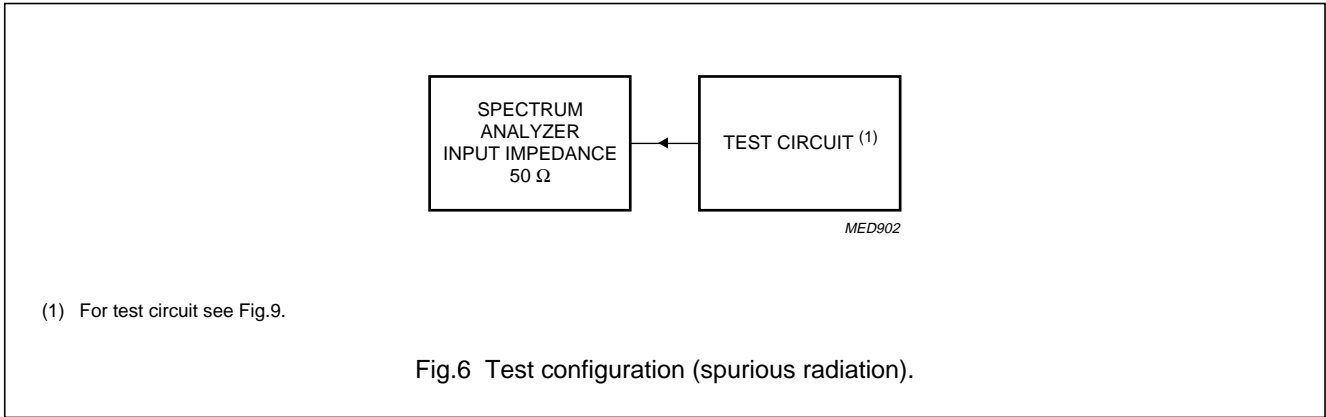 SPECTRUM
ANALYZER
INPUT IMPEDANCE
50 Ω
TEST CIRCUIT (1)
MED902
(1) For test circuit see Fig.9.
Fig.6 Test configuration (spurious radiation).